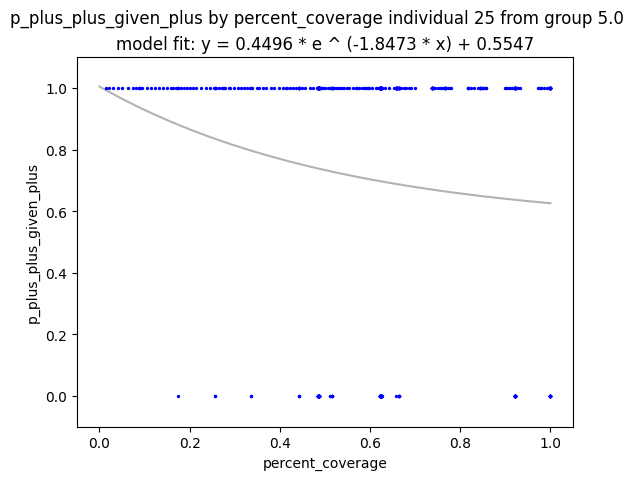 p_plus_plus_given_plus by percent_coverage individual 25 from group 5.0
model fit: y = 0.4496 * e ^ (-1.8473 * x) + 0.5547
1.0
0.8
0.6
0.4
0.2
0.0
p_plus_plus_given_plus
0.0 0.2 0.4 0.6 0.8 1.0
percent_coverage